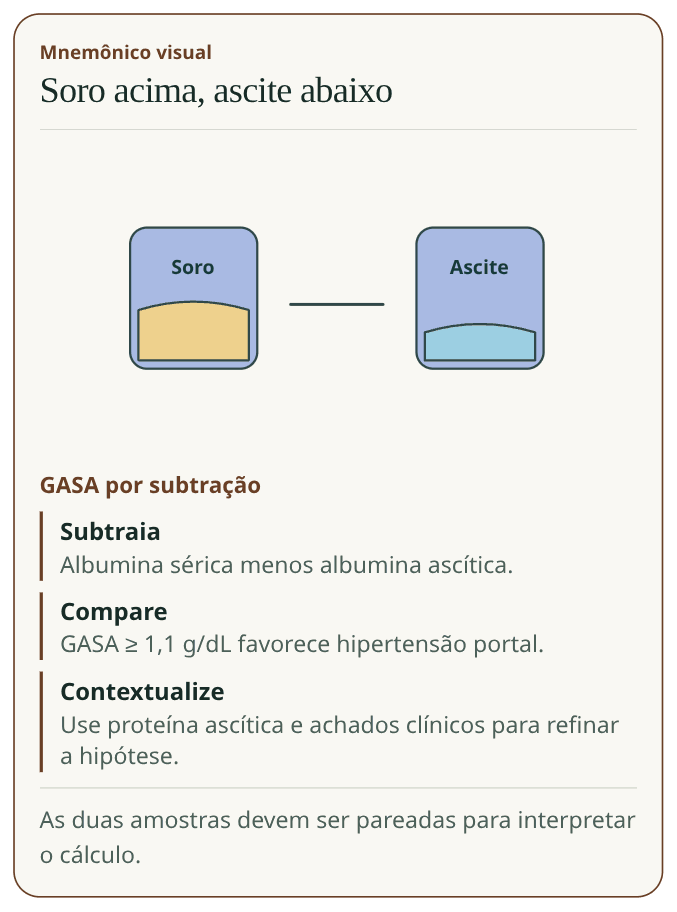 Mnemônico visual
Soro acima, ascite abaixo
Soro
Ascite
GASA por subtração
Subtraia
Albumina sérica menos albumina ascítica.
Compare
GASA ≥ 1,1 g/dL favorece hipertensão portal.
Contextualize
Use proteína ascítica e achados clínicos para refinar
a hipótese.
As duas amostras devem ser pareadas para interpretar
o cálculo.